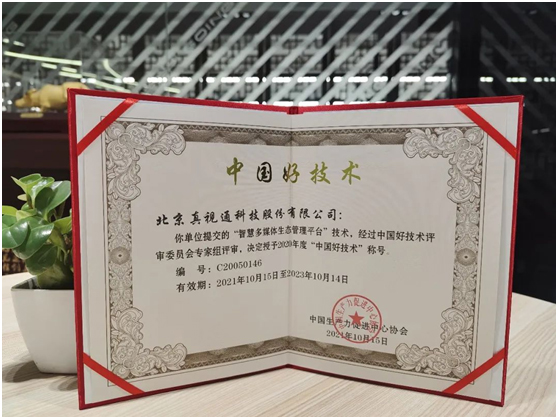 中国好技术
北京真视通科技股份有限公司：
你单位提交的“智慧多媒体生态管理平台”技术，经过中国好技术评
审委员会专家组评审，决定授予2020年度“中国好技术”称号。
编 号：C20050146
有效期：2021年10月15日至2023年10月14日
中国生产力促进中心协会
2021年10月15日